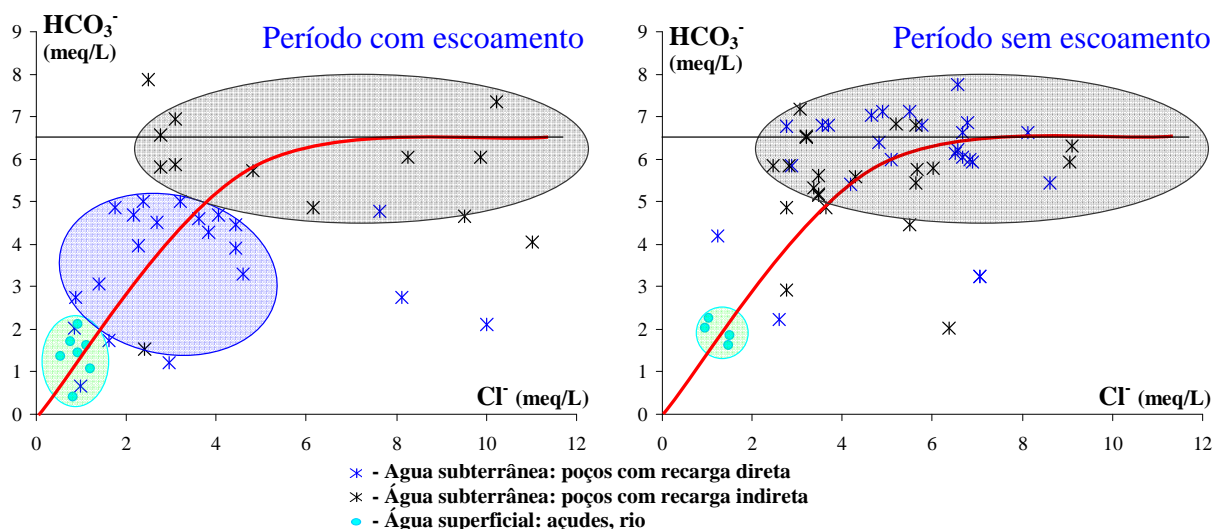 HCO₃⁻
(meq/L)
Período com escoamento
9
8
7
6
5
4
3
2
1
0
Cl⁻ (meq/L)
0 2 4 6 8 10 12
HCO₃⁻
(meq/L)
Período sem escoamento
9
8
7
6
5
4
3
2
1
0
Cl⁻ (meq/L)
0 2 4 6 8 10 12
- Água subterrânea: poços com recarga direta
- Água subterrânea: poços com recarga indireta
- Água superficial: açudes, rio